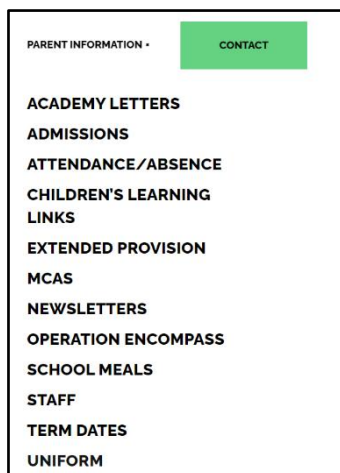 PARENT INFORMATION •
CONTACT
ACADEMY LETTERS
ADMISSIONS
ATTENDANCE/ABSENCE
CHILDREN'S LEARNING
LINKS
EXTENDED PROVISION
MCAS
NEWSLETTERS
OPERATION ENCOMPASS
SCHOOL MEALS
STAFF
TERM DATES
UNIFORM